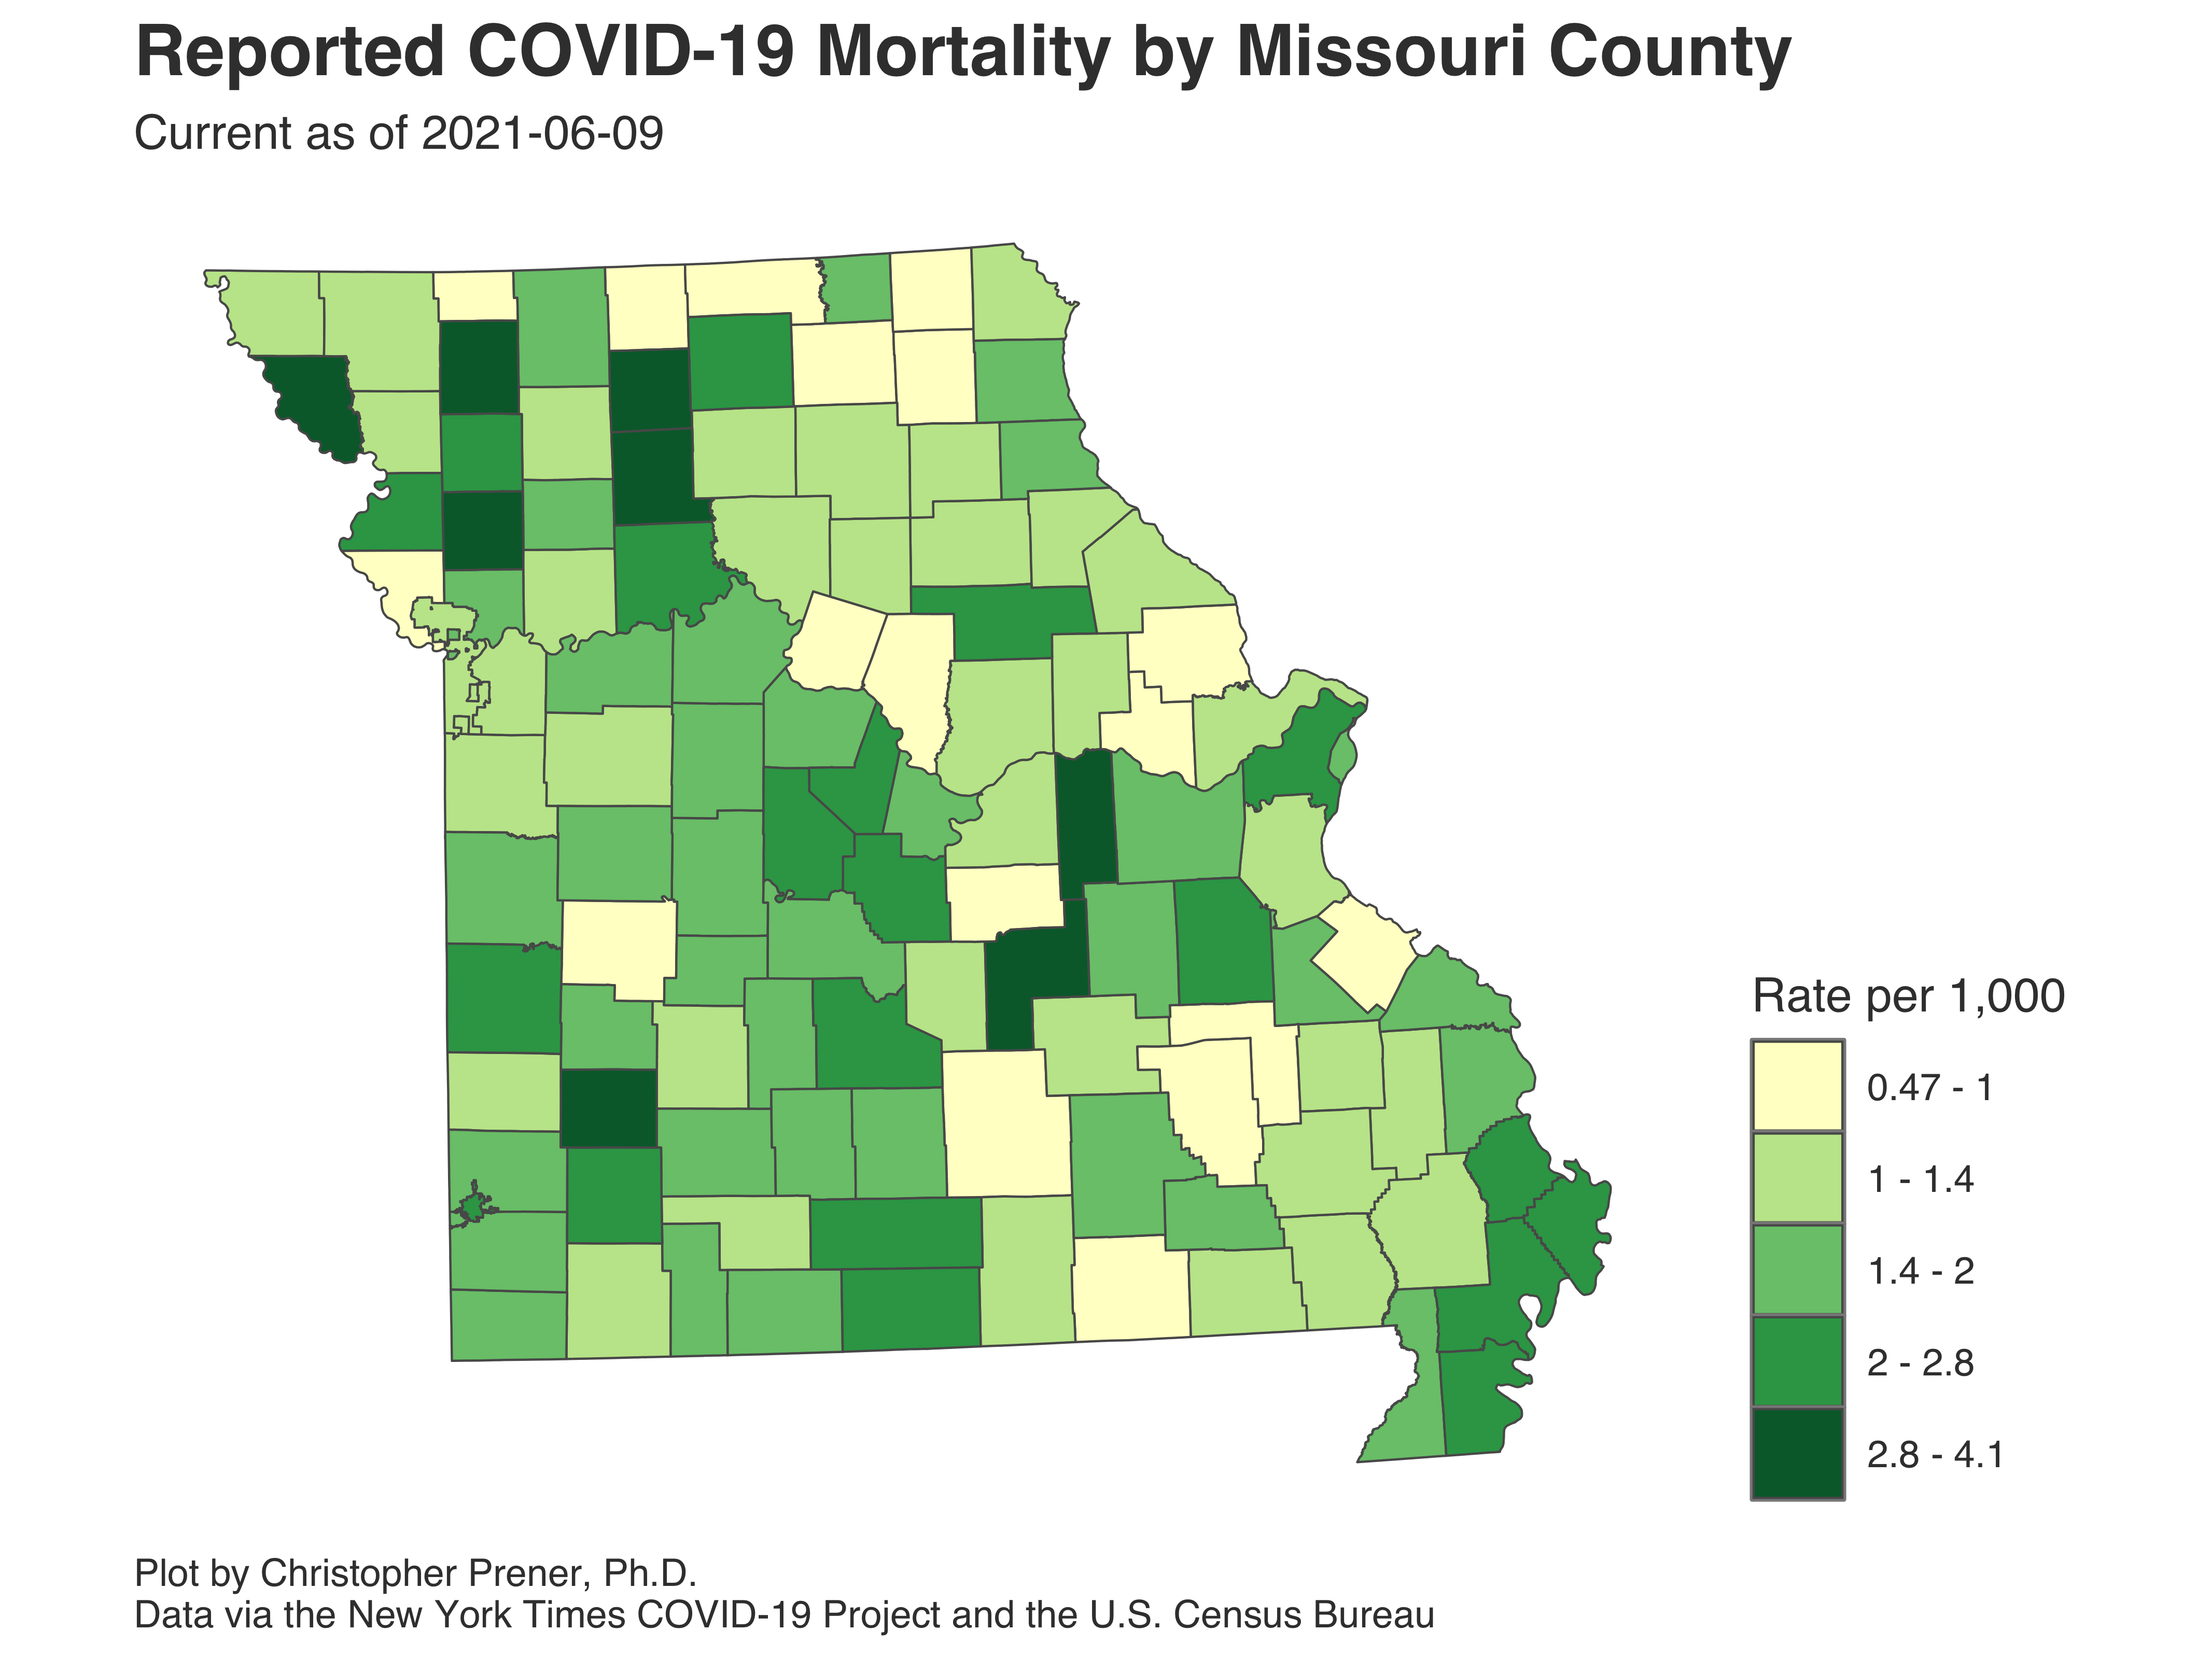 Reported COVID-19 Mortality by Missouri County
Current as of 2021-06-09
Rate per 1,000
0.47 - 1
1 - 1.4
1.4 - 2
2 - 2.8
2.8 - 4.1
Plot by Christopher Prener, Ph.D.
Data via the New York Times COVID-19 Project and the U.S. Census Bureau